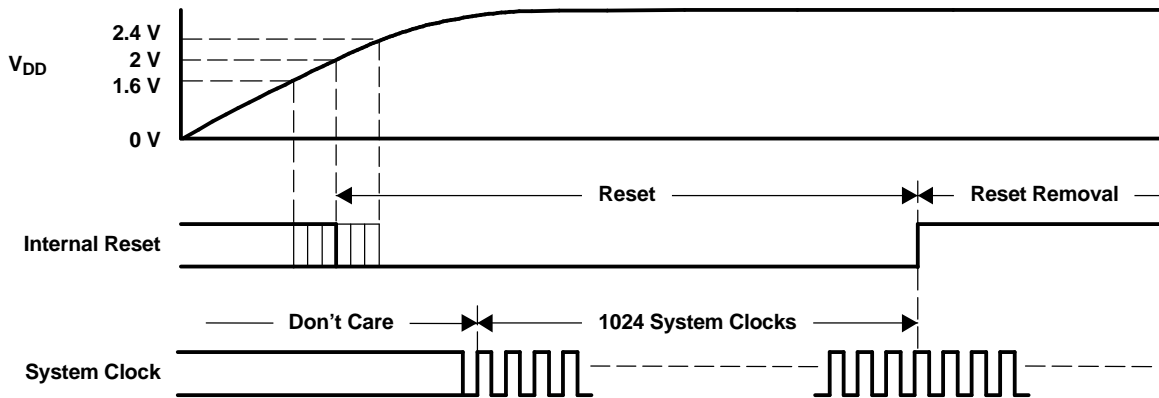 2.4 V
V_DD
2 V
1.6 V
0 V
Reset
Reset Removal
Internal Reset
Don’t Care
1024 System Clocks
System Clock